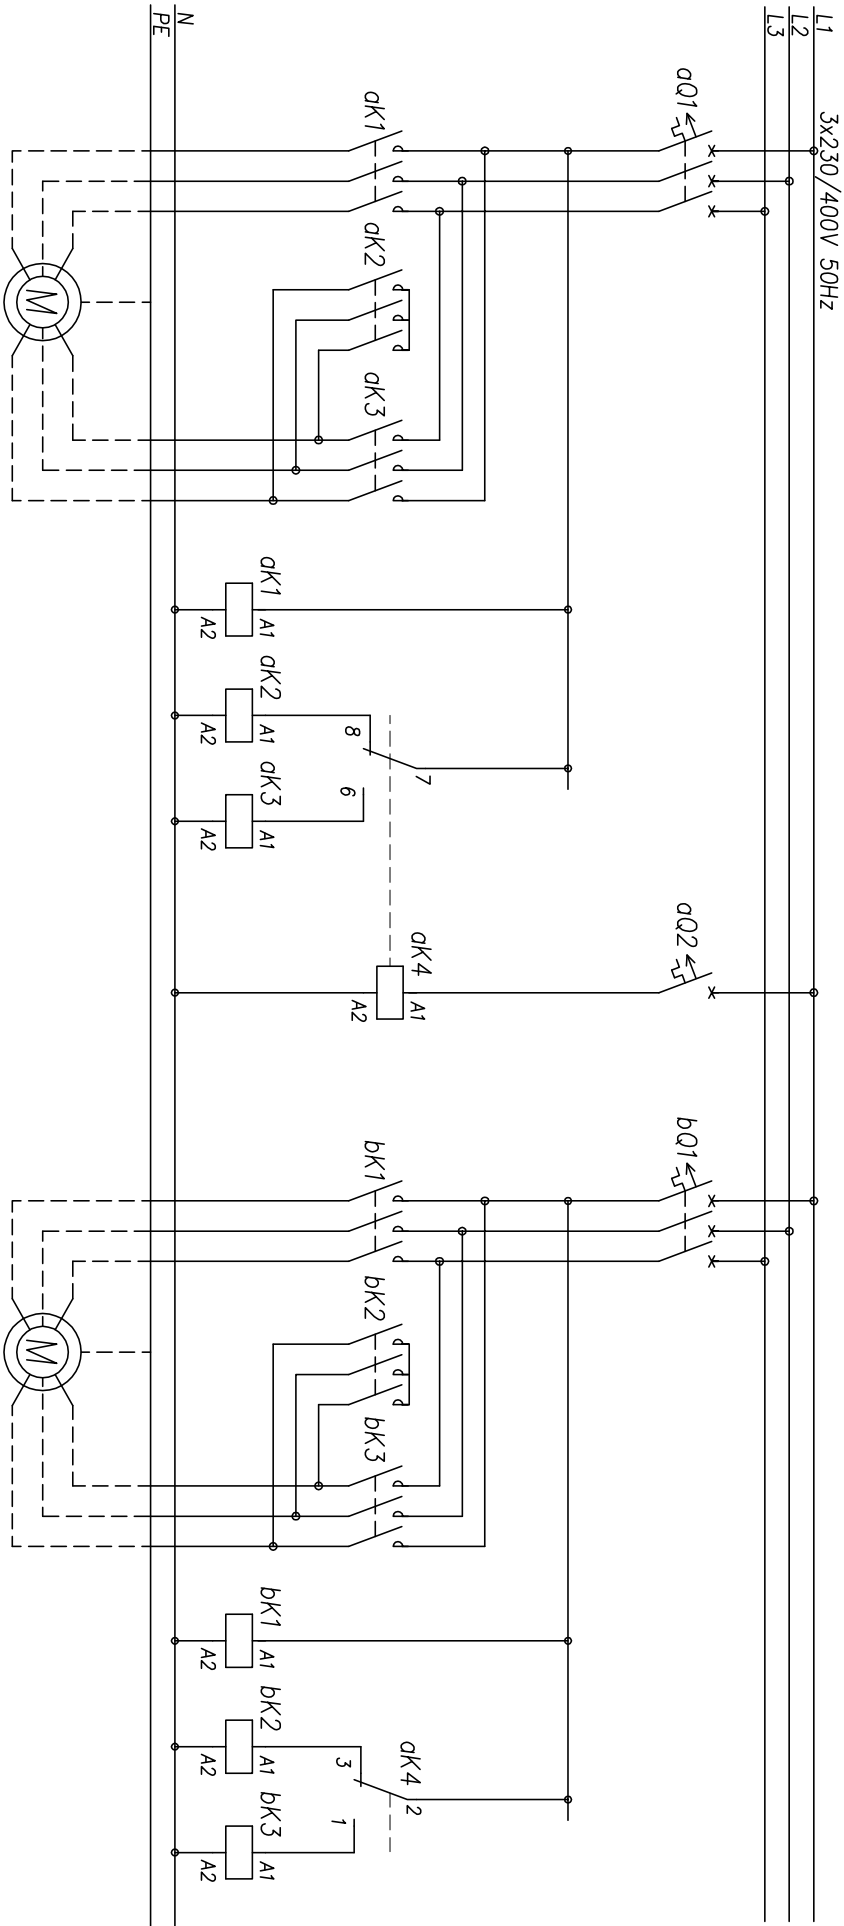 L1
L2
L3
3x230/400V 50Hz
aQ1
aQ2
bQ1
aK1
aK2
aK3
aK1
A1
A2
aK2
A1
A2
8
7
6
aK3
A1
A2
aK4
A1
A2
bK1
bK2
bK3
bK1
A1
A2
bK2
A1
A2
aK4
3
2
1
bK3
A1
A2
N
PE
M
M